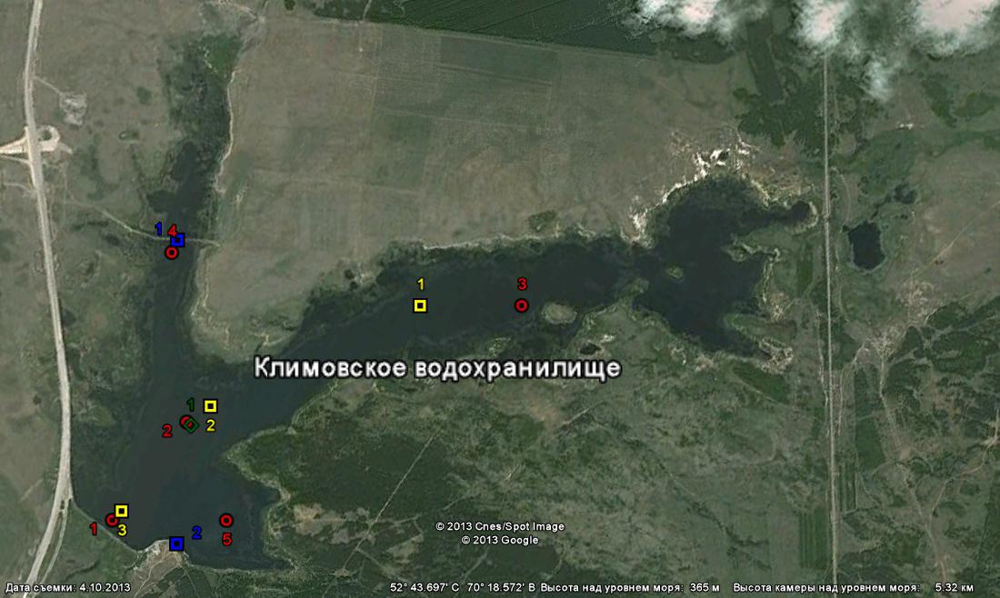 1 4
1 3
Климовское водохранилище
1
2 2
1 3 2 5
© 2013 Cnes/Spot Image
© 2013 Google
Дата съемки: 4.10.2013 52° 43.697' С 70° 18.572' В Высота над уровнем моря: 365 м Высота камеры над уровнем моря: 5.32 км